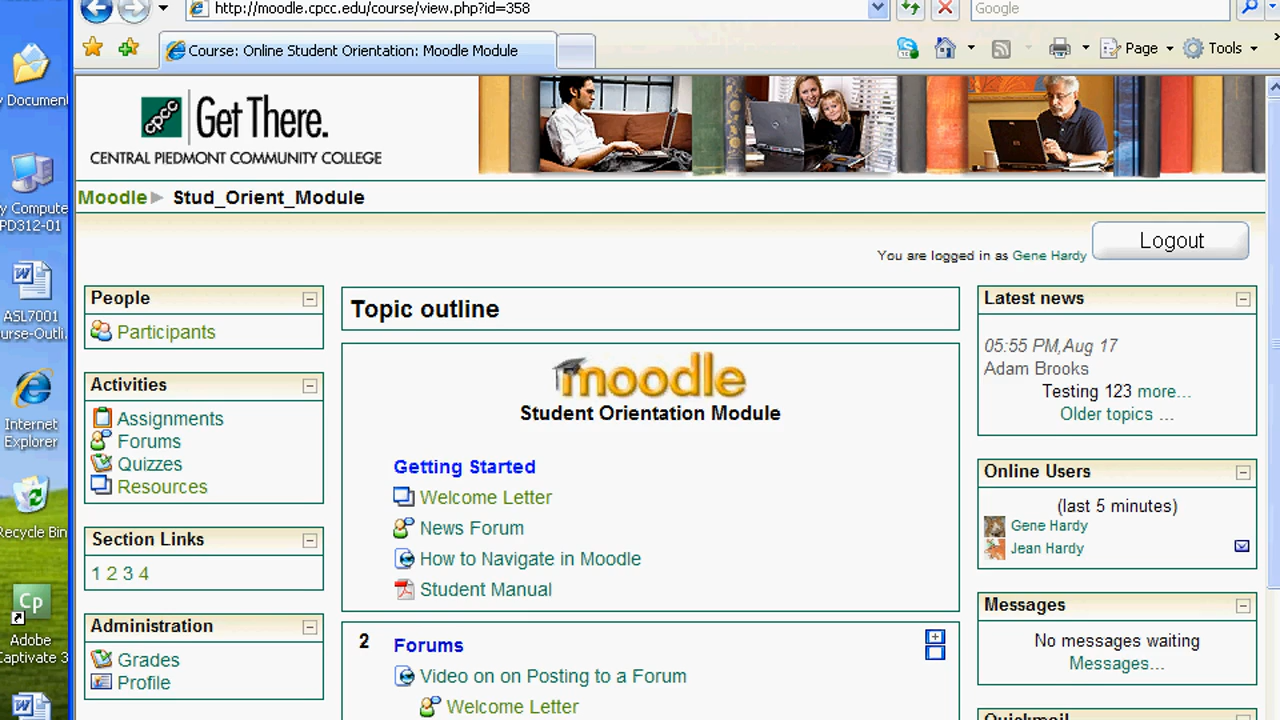 http://moodle.cpcc.edu/course/view.php?id=358
Google
Course: Online Student Orientation: Moodle Module
Page
Tools
y Document
y Compute
PD312-01
ASL7001
urse-Outli.
Internet
Explorer
Recycle Bin
Cp
Adobe
Captivate 3
cpcc
Get There.
CENTRAL PIEDMONT COMMUNITY COLLEGE
Moodle
Stud_Orient_Module
You are logged in as Gene Hardy
Logout
People
Participants
Activities
Assignments
Forums
Quizzes
Resources
Section Links
1 2 3 4
Administration
Grades
Profile
Topic outline
moodle
Student Orientation Module
Getting Started
Welcome Letter
News Forum
How to Navigate in Moodle
Student Manual
2 Forums
Video on on Posting to a Forum
Welcome Letter
Latest news
05:55 PM,Aug 17
Adam Brooks
Testing 123 more...
Older topics ...
Online Users
(last 5 minutes)
Gene Hardy
Jean Hardy
Messages
No messages waiting
Messages...
Quickmail